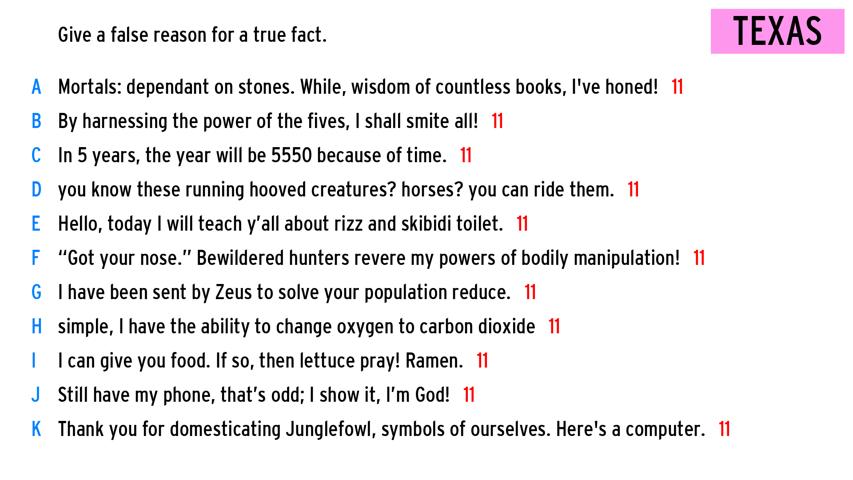 Give a false reason for a true fact.
TEXAS
A Mortals: dependant on stones. While, wisdom of countless books, I've honed! 11
B By harnessing the power of the fives, I shall smite all! 11
C In 5 years, the year will be 5550 because of time. 11
D you know these running hooved creatures? horses? you can ride them. 11
E Hello, today I will teach y’all about rizz and skibidi toilet. 11
F “Got your nose.” Bewildered hunters revere my powers of bodily manipulation! 11
G I have been sent by Zeus to solve your population reduce. 11
H simple, I have the ability to change oxygen to carbon dioxide 11
I I can give you food. If so, then lettuce pray! Ramen. 11
J Still have my phone, that’s odd; I show it, I’m God! 11
K Thank you for domesticating Junglefowl, symbols of ourselves. Here's a computer. 11